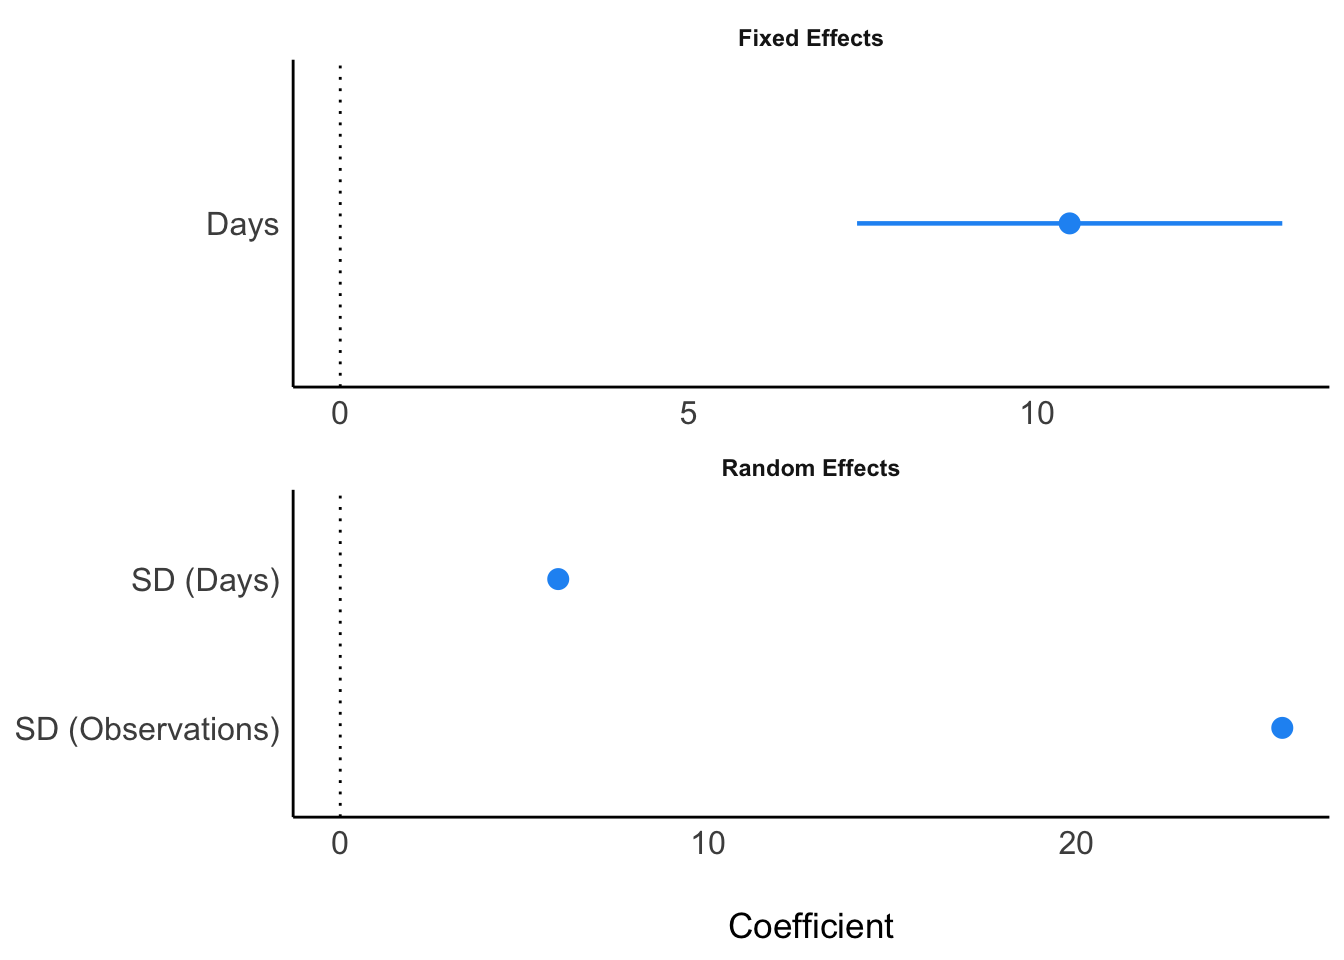 Fixed Effects
Days
0 5 10
Random Effects
SD (Days)
SD (Observations)
0 10 20
Coefficient